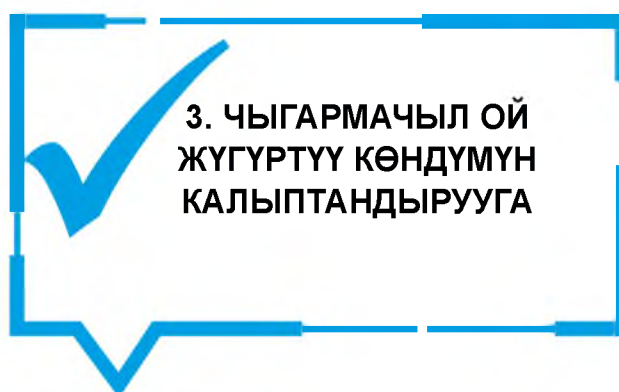 3. ЧЫГАРМАЧЫЛ ОЙ
ЖҮГҮРТҮҮ КӨНДҮМҮН
КАЛЫПТАНДЫРУУГА